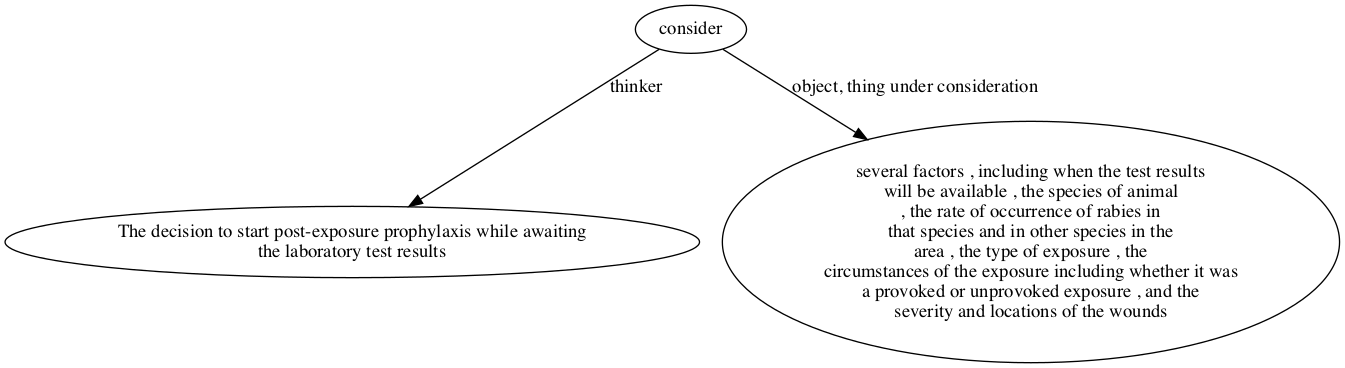 consider
thinker
object, thing under consideration
The decision to start post-exposure prophylaxis while awaiting
the laboratory test results
several factors , including when the test results
will be available , the species of animal
, the rate of occurrence of rabies in
that species and in other species in the
area , the type of exposure , the
circumstances of the exposure including whether it was
a provoked or unprovoked exposure , and the
severity and locations of the wounds